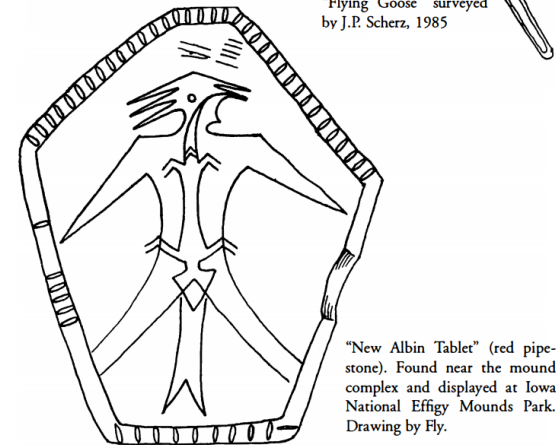 "Flying Goose" surveyed
by J.P. Scherz, 1985
"New Albin Tablet" (red pipe-
stone). Found near the mound
complex and displayed at Iowa
National Effigy Mounds Park.
Drawing by Fly.